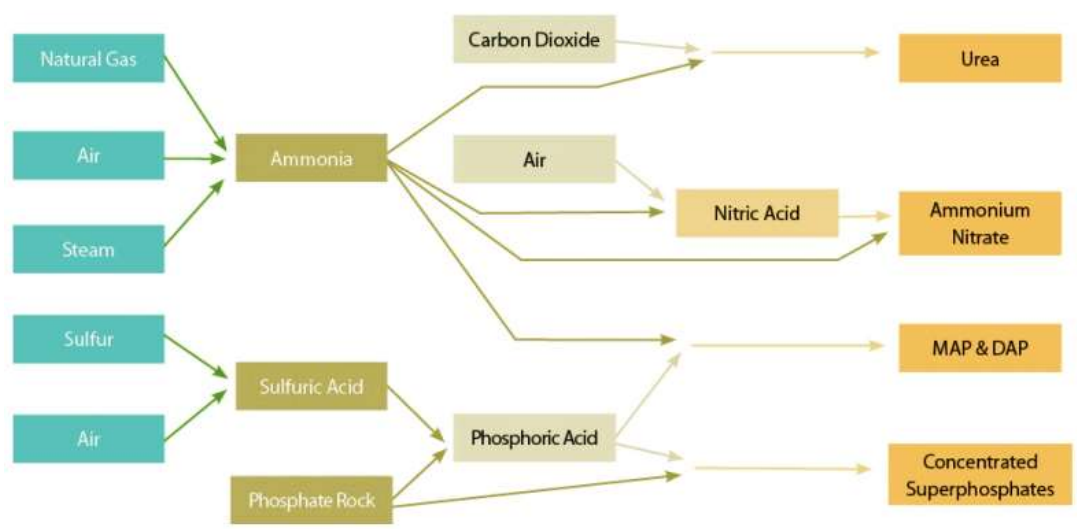 Natural Gas
Air
Steam
Sulfur
Air
Ammonia
Sulfuric Acid
Phosphate Rock
Carbon Dioxide
Air
Phosphoric Acid
Nitric Acid
Urea
Ammonium
Nitrate
MAP & DAP
Concentrated
Superphosphates